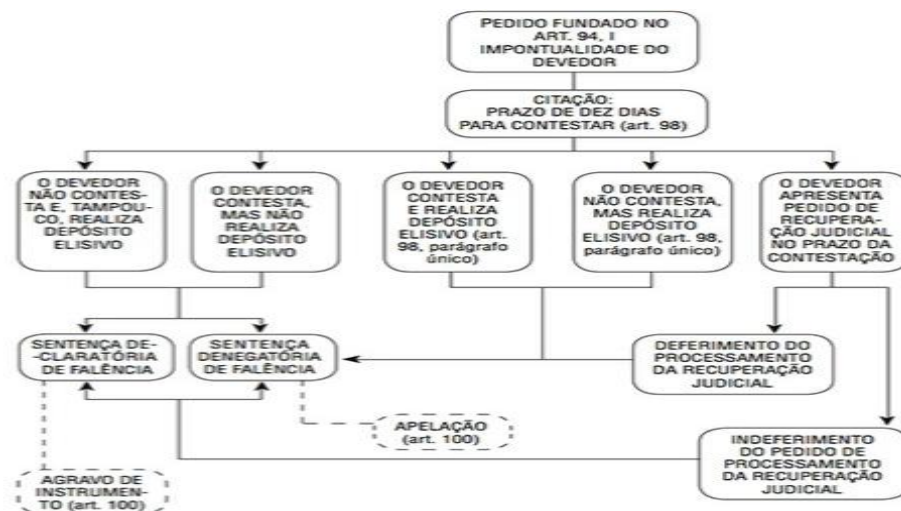 PEDIDO FUNDADO NO
ART. 94, I
IMPONTUALIDADE DO
DEVEDOR
CITAÇÃO:
PRAZO DE DEZ DIAS
PARA CONTESTAR (art. 98)
O DEVEDOR
NÃO CONTES-
TA E, TAMPOU-
CO, REALIZA
DEPÓSITO
ELISIVO
O DEVEDOR
CONTESTA,
MAS NÃO
REALIZA
DEPÓSITO
ELISIVO
O DEVEDOR
CONTESTA
E REALIZA
DEPÓSITO
ELISIVO (art.
98, parágrafo
único)
O DEVEDOR
NÃO CONTESTA,
MAS REALIZA
DEPÓSITO
ELISIVO (art. 98,
parágrafo único)
O DEVEDOR
APRESENTA
PEDIDO DE
RECUPERA-
ÇÃO JUDICIAL
NO PRAZO DA
CONTESTAÇÃO
SENTENÇA DE-
-CLARATÓRIA
DE FALÊNCIA
SENTENÇA
DENEGATÓRIA
DE FALÊNCIA
DEFERIMENTO DO
PROCESSAMENTO
DA RECUPERAÇÃO
JUDICIAL
APELAÇÃO
(art. 100)
INDEFERIMENTO
DO PEDIDO DE
PROCESSAMENTO
DA RECUPERAÇÃO
JUDICIAL
AGRAVO DE
INSTRUMEN-
TO (art. 100)